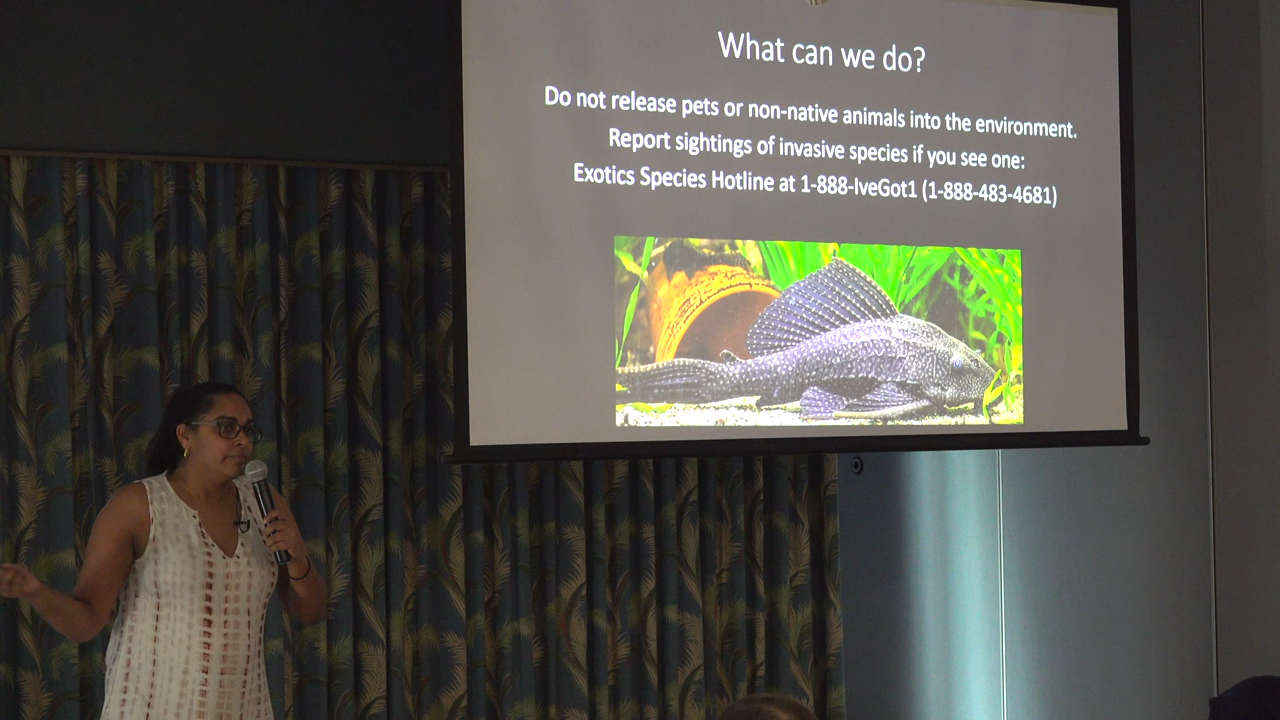 What can we do?
Do not release pets or non-native animals into the environment.
Report sightings of invasive species if you see one:
Exotics Species Hotline at 1-888-IveGot1 (1-888-483-4681)